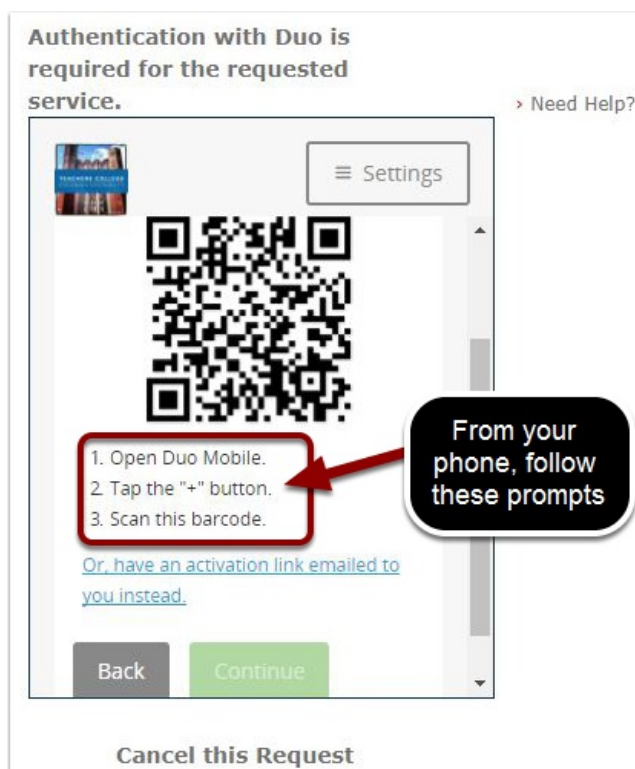 Authentication with Duo is
required for the requested
service.
› Need Help?
TEACHERS COLLEGE
≡ Settings
1. Open Duo Mobile.
2. Tap the "+" button.
3. Scan this barcode.
From your
phone, follow
these prompts
Or, have an activation link emailed to
you instead.
Back
Continue
Cancel this Request